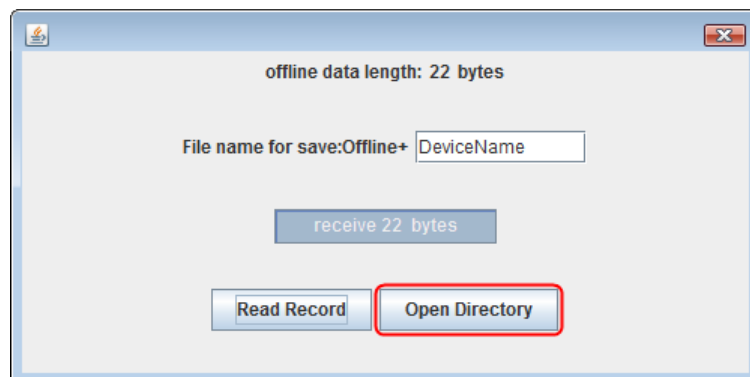 offline data length: 22 bytes
File name for save:Offline+ DeviceName
receive 22 bytes
Read Record Open Directory